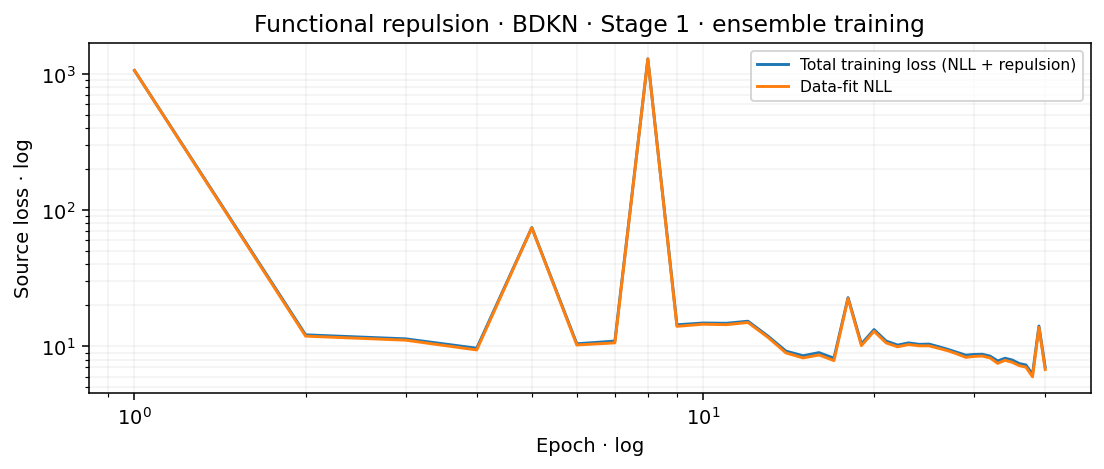 Functional repulsion · BDKN · Stage 1 · ensemble training
Source loss · log
10³
10²
10¹
Total training loss (NLL + repulsion)
Data-fit NLL
10⁰
10¹
Epoch · log